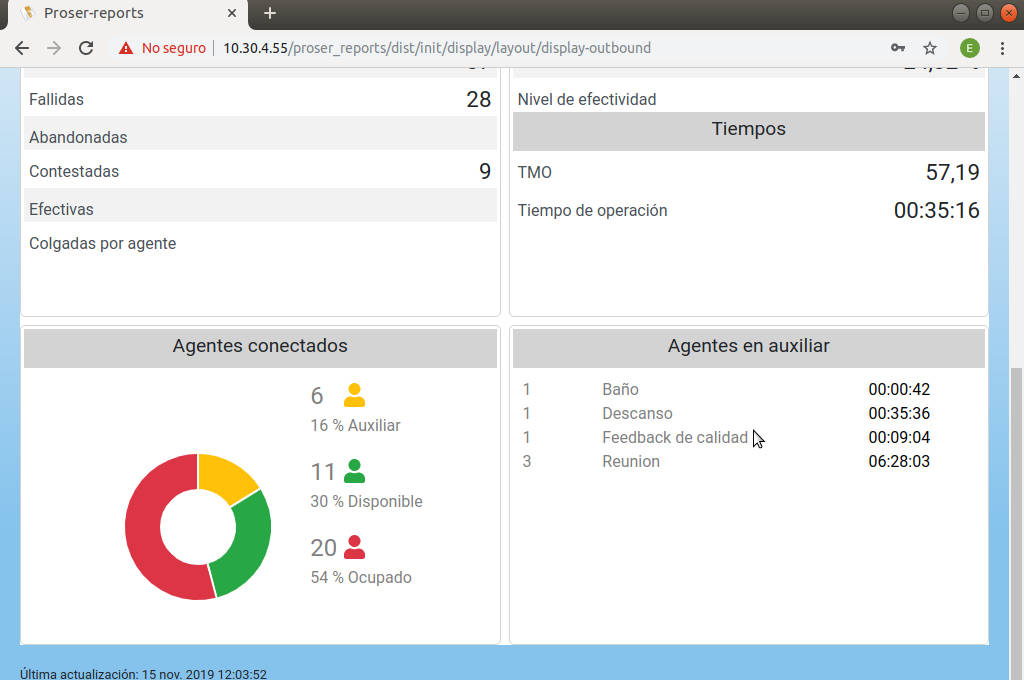 Proser-reports
No seguro
10.30.4.55/proser_reports/dist/init/display/layout/display-outbound
E
Fallidas 28
Abandonadas
Contestadas 9
Efectivas
Colgadas por agente
Nivel de efectividad
Tiempos
TMO 57,19
Tiempo de operación 00:35:16
Agentes conectados
6
16 % Auxiliar
11
30 % Disponible
20
54 % Ocupado
Agentes en auxiliar
1 Baño 00:00:42
1 Descanso 00:35:36
1 Feedback de calidad 00:09:04
3 Reunion 06:28:03
Última actualización: 15 nov. 2019 12:03:52